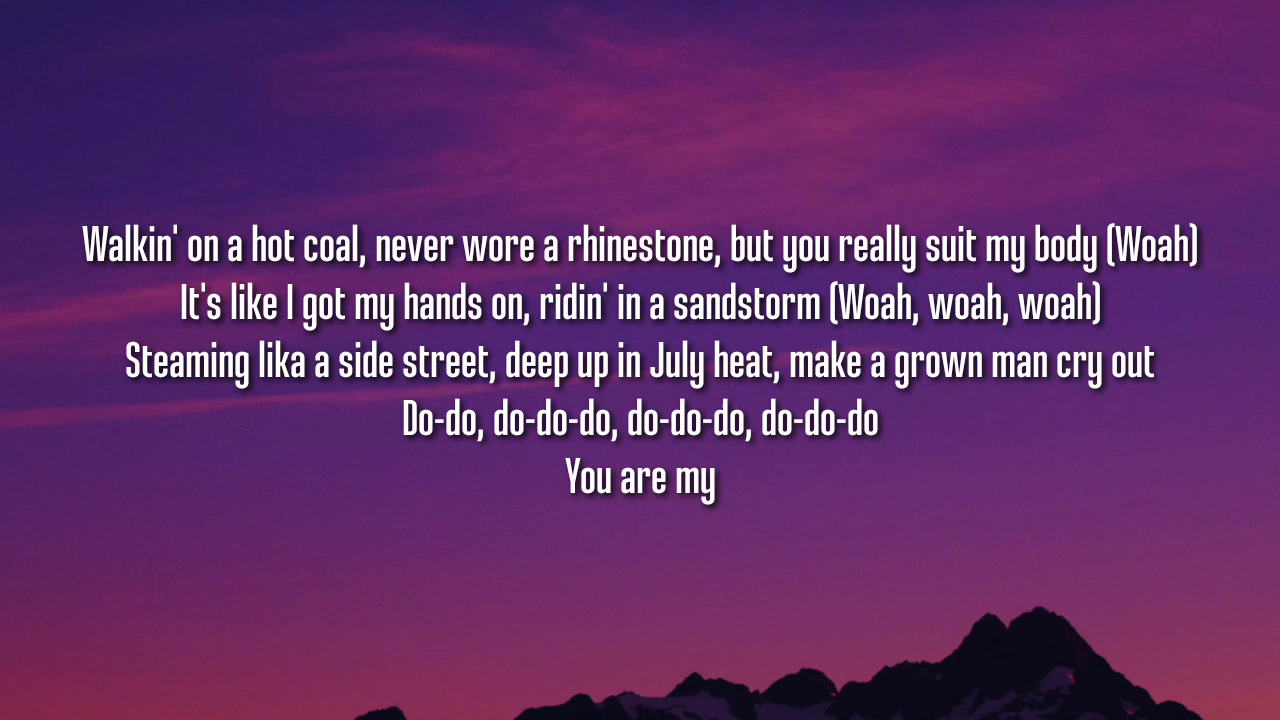 Walkin' on a hot coal, never wore a rhinestone, but you really suit my body (Woah)
It's like I got my hands on, ridin' in a sandstorm (Woah, woah, woah)
Steaming lika a side street, deep up in July heat, make a grown man cry out
Do-do, do-do-do, do-do-do, do-do-do
You are my